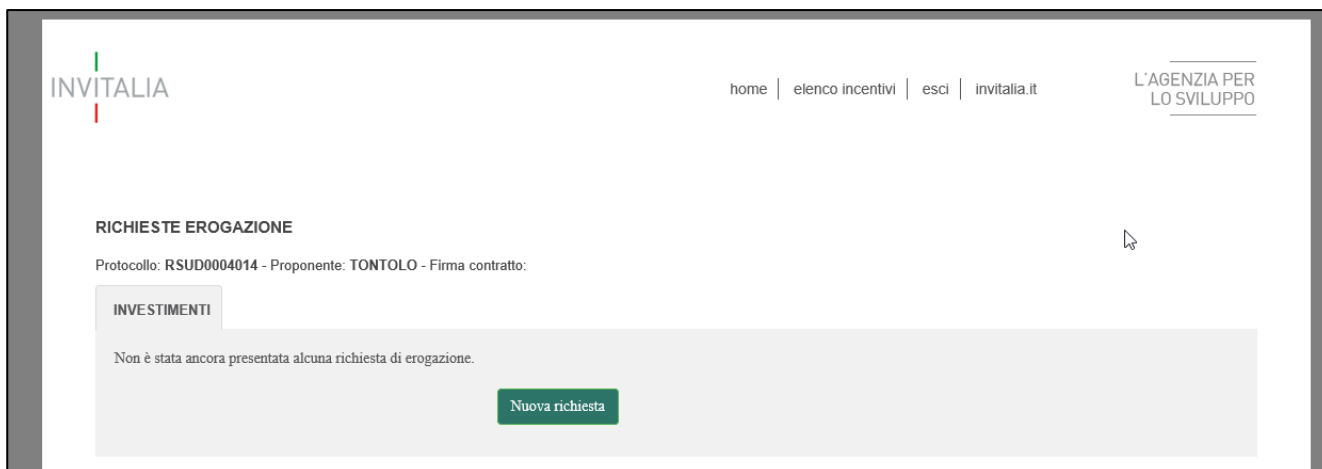 INVITALIA
home | elenco incentivi | esci | invitalia.it
L'AGENZIA PER
LO SVILUPPO
RICHIESTE EROGAZIONE
Protocollo: RSUD0004014 - Proponente: TONTOLO - Firma contratto:
INVESTIMENTI
Non è stata ancora presentata alcuna richiesta di erogazione.
Nuova richiesta